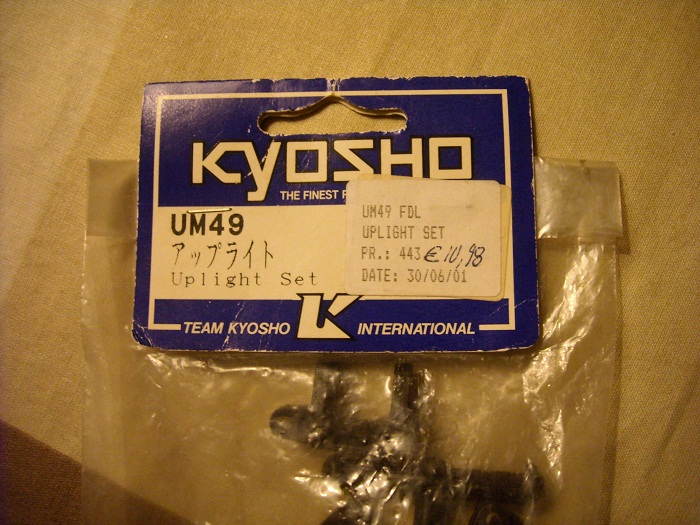 KYOSHO
THE FINEST
UM49
アップライト
Uplight Set
UM49 FDL
UPLIGHT SET
PR.: 443 € 10,98
DATE: 30/06/01
TEAM KYOSHO K INTERNATIONAL